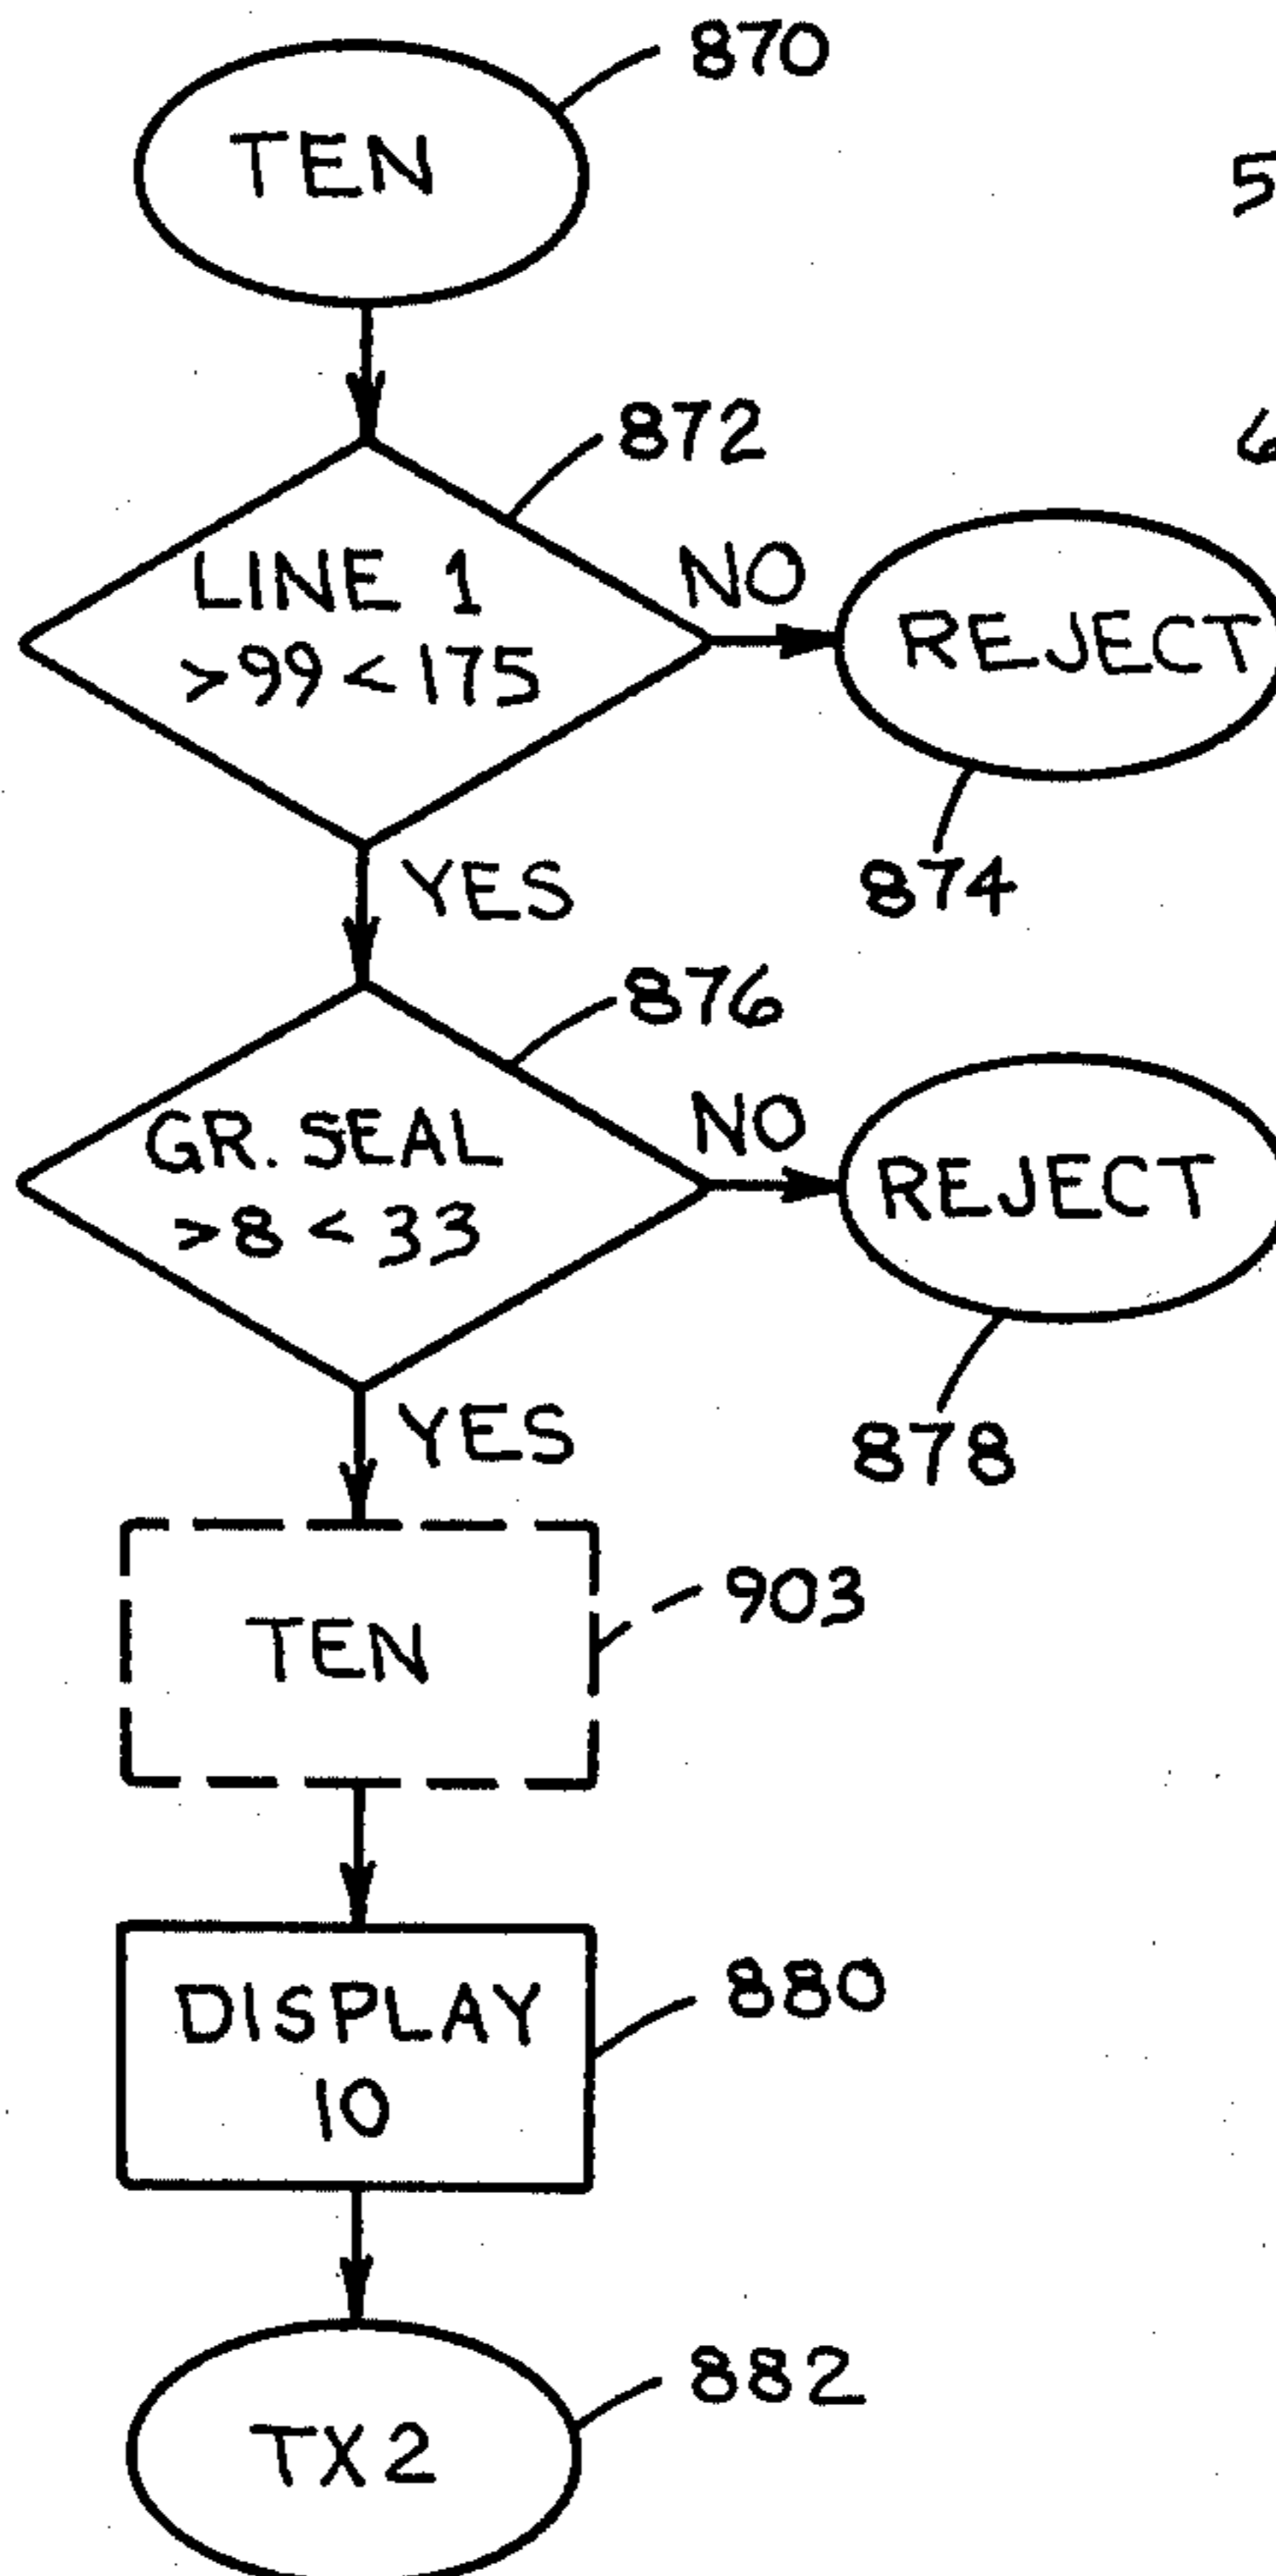 870
TEN
5
872
LINE 1
>99<175
NO
REJECT
874
YES
876
GR. SEAL
>8<33
NO
REJECT
878
YES
TEN
903
DISPLAY
10
880
882
TX2